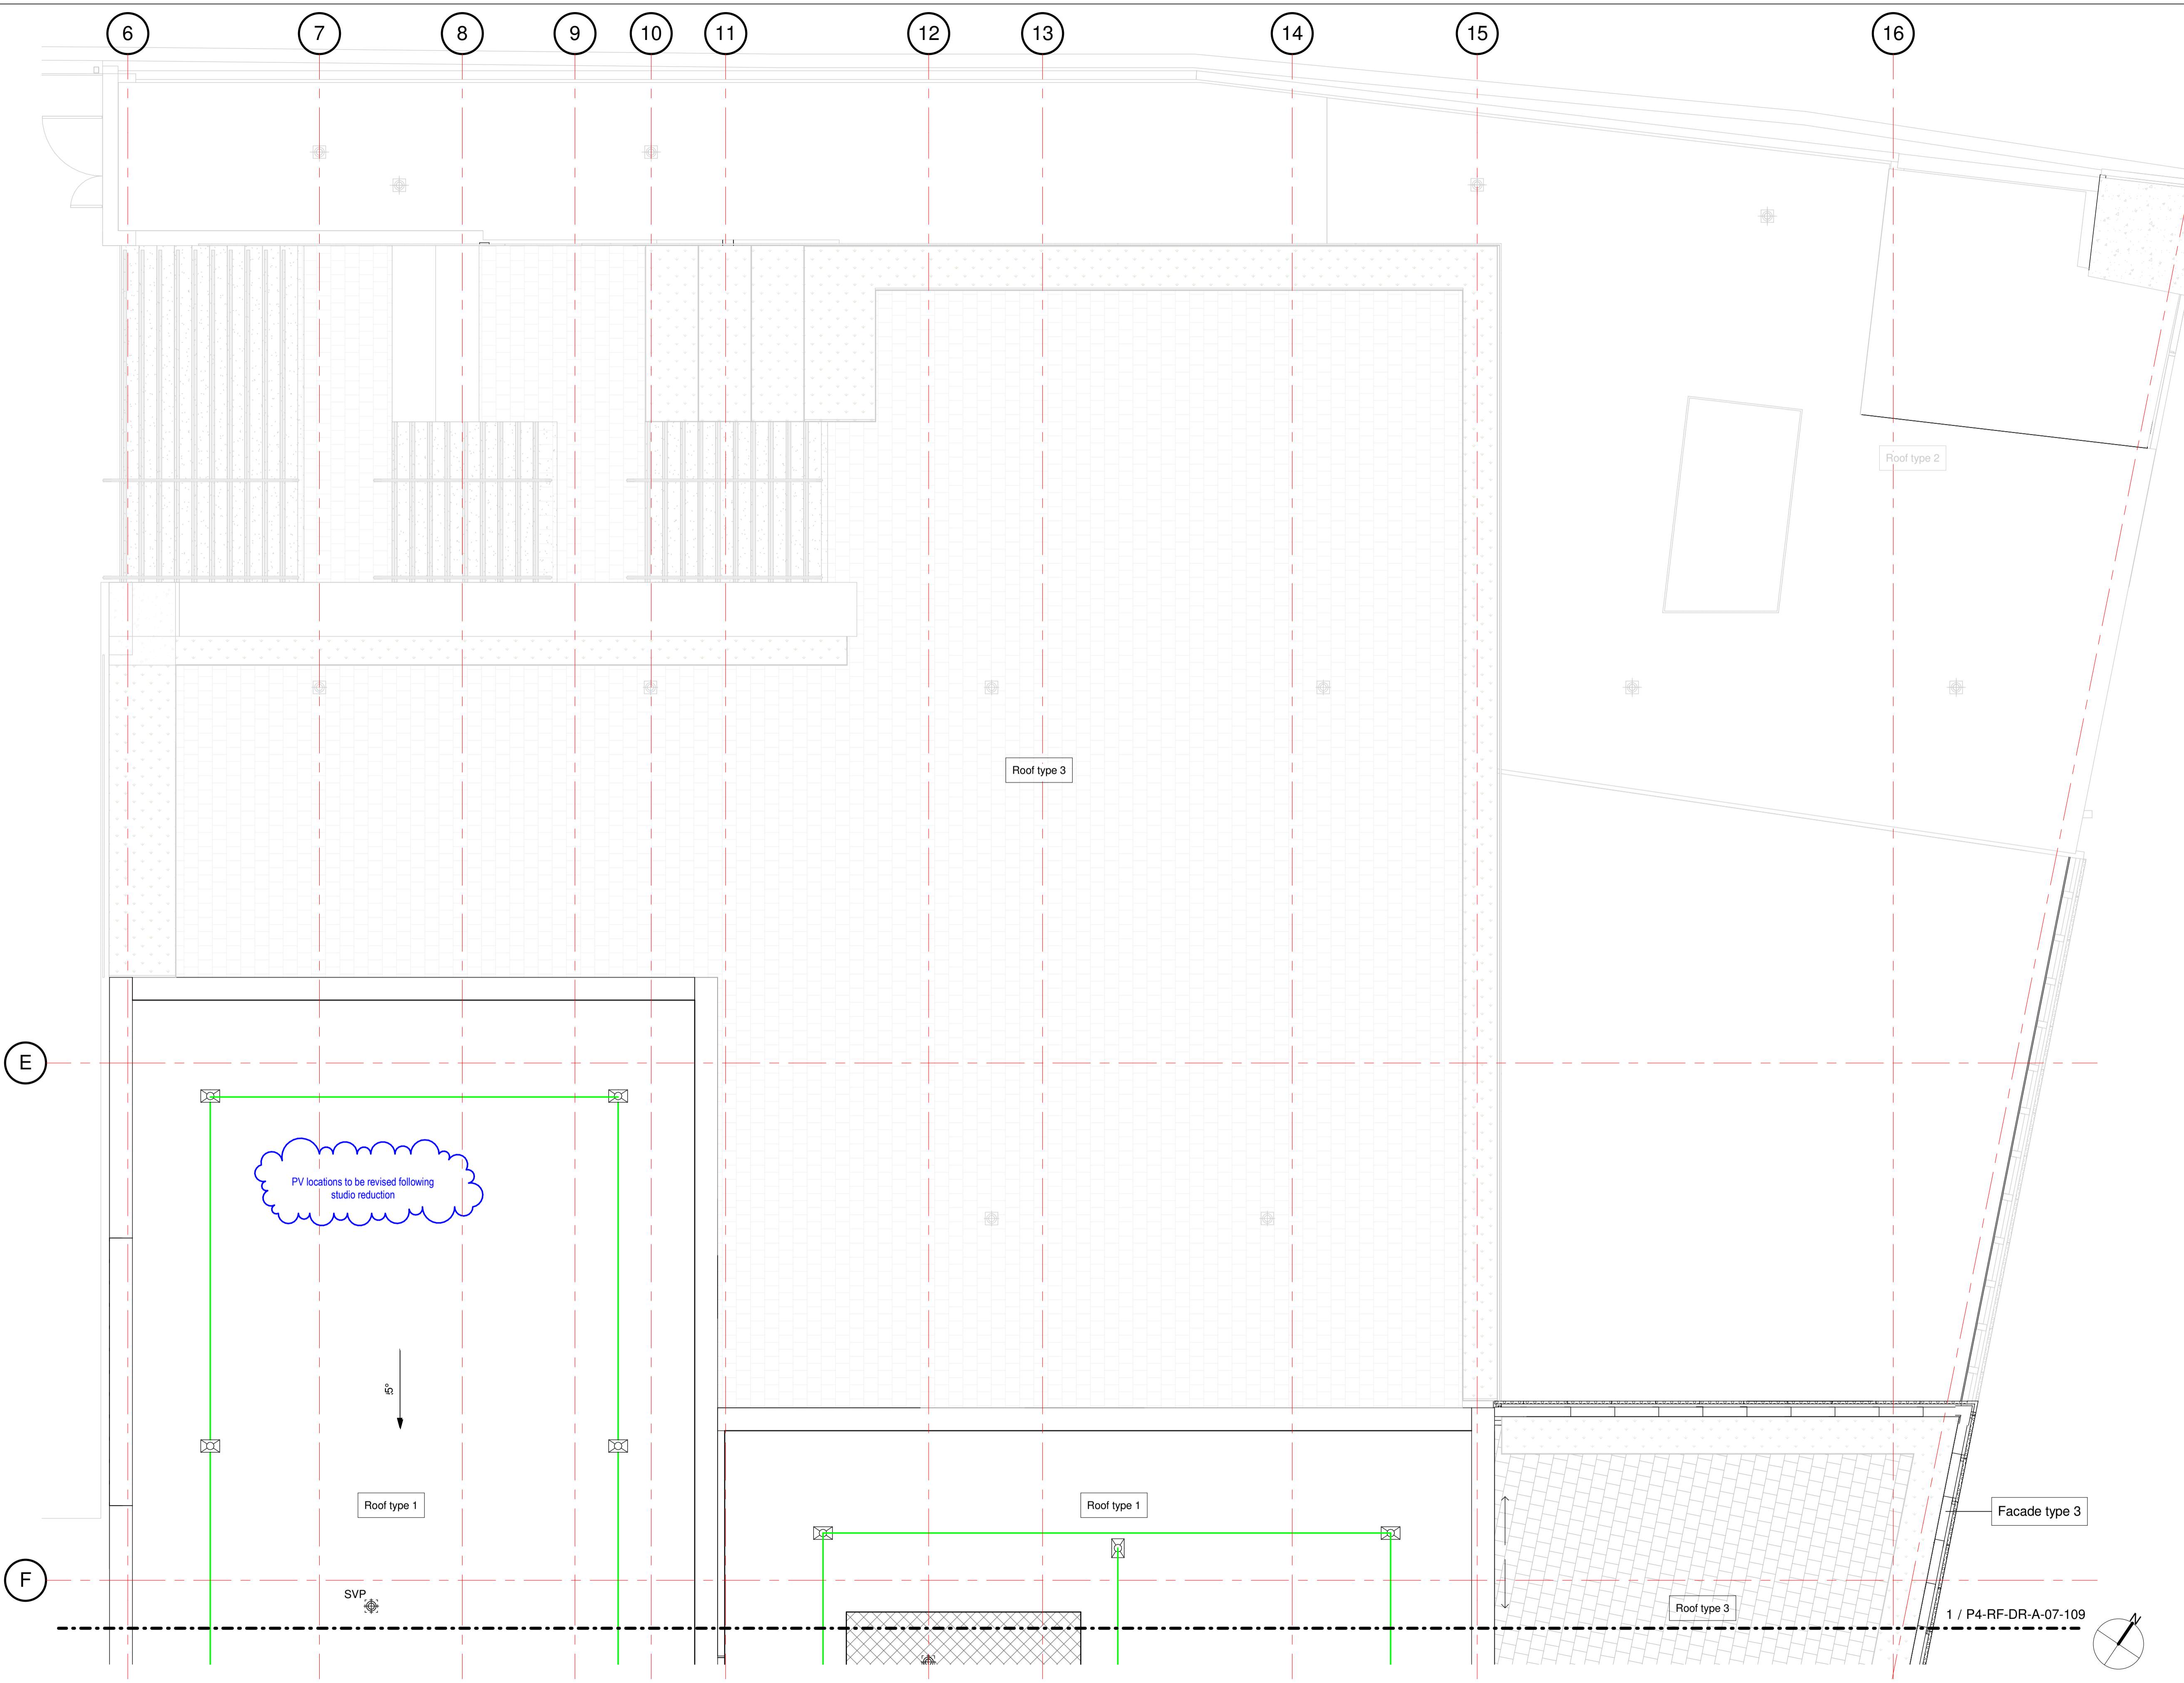 6
7
8
9
10
11
12
13
14
15
16
Roof type 2
Roof type 3
E
PV locations to be revised following
studio reduction
5°
Roof type 1
Roof type 1
Facade type 3
F
SVP
Roof type 3
1 / P4-RF-DR-A-07-109
N